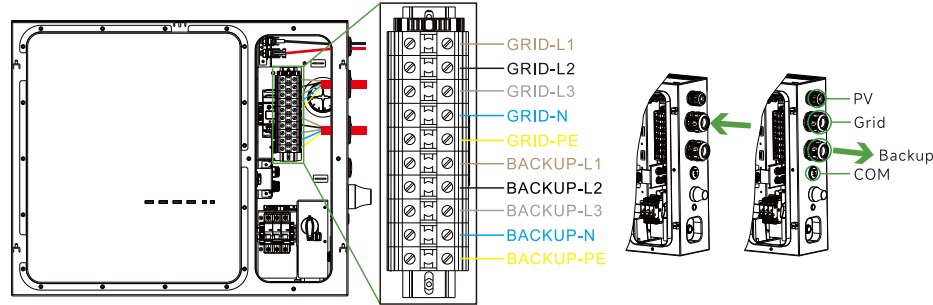 GRID-L1
GRID-L2
GRID-L3
GRID-N
GRID-PE
BACKUP-L1
BACKUP-L2
BACKUP-L3
BACKUP-N
BACKUP-PE
PV
Grid
Backup
COM